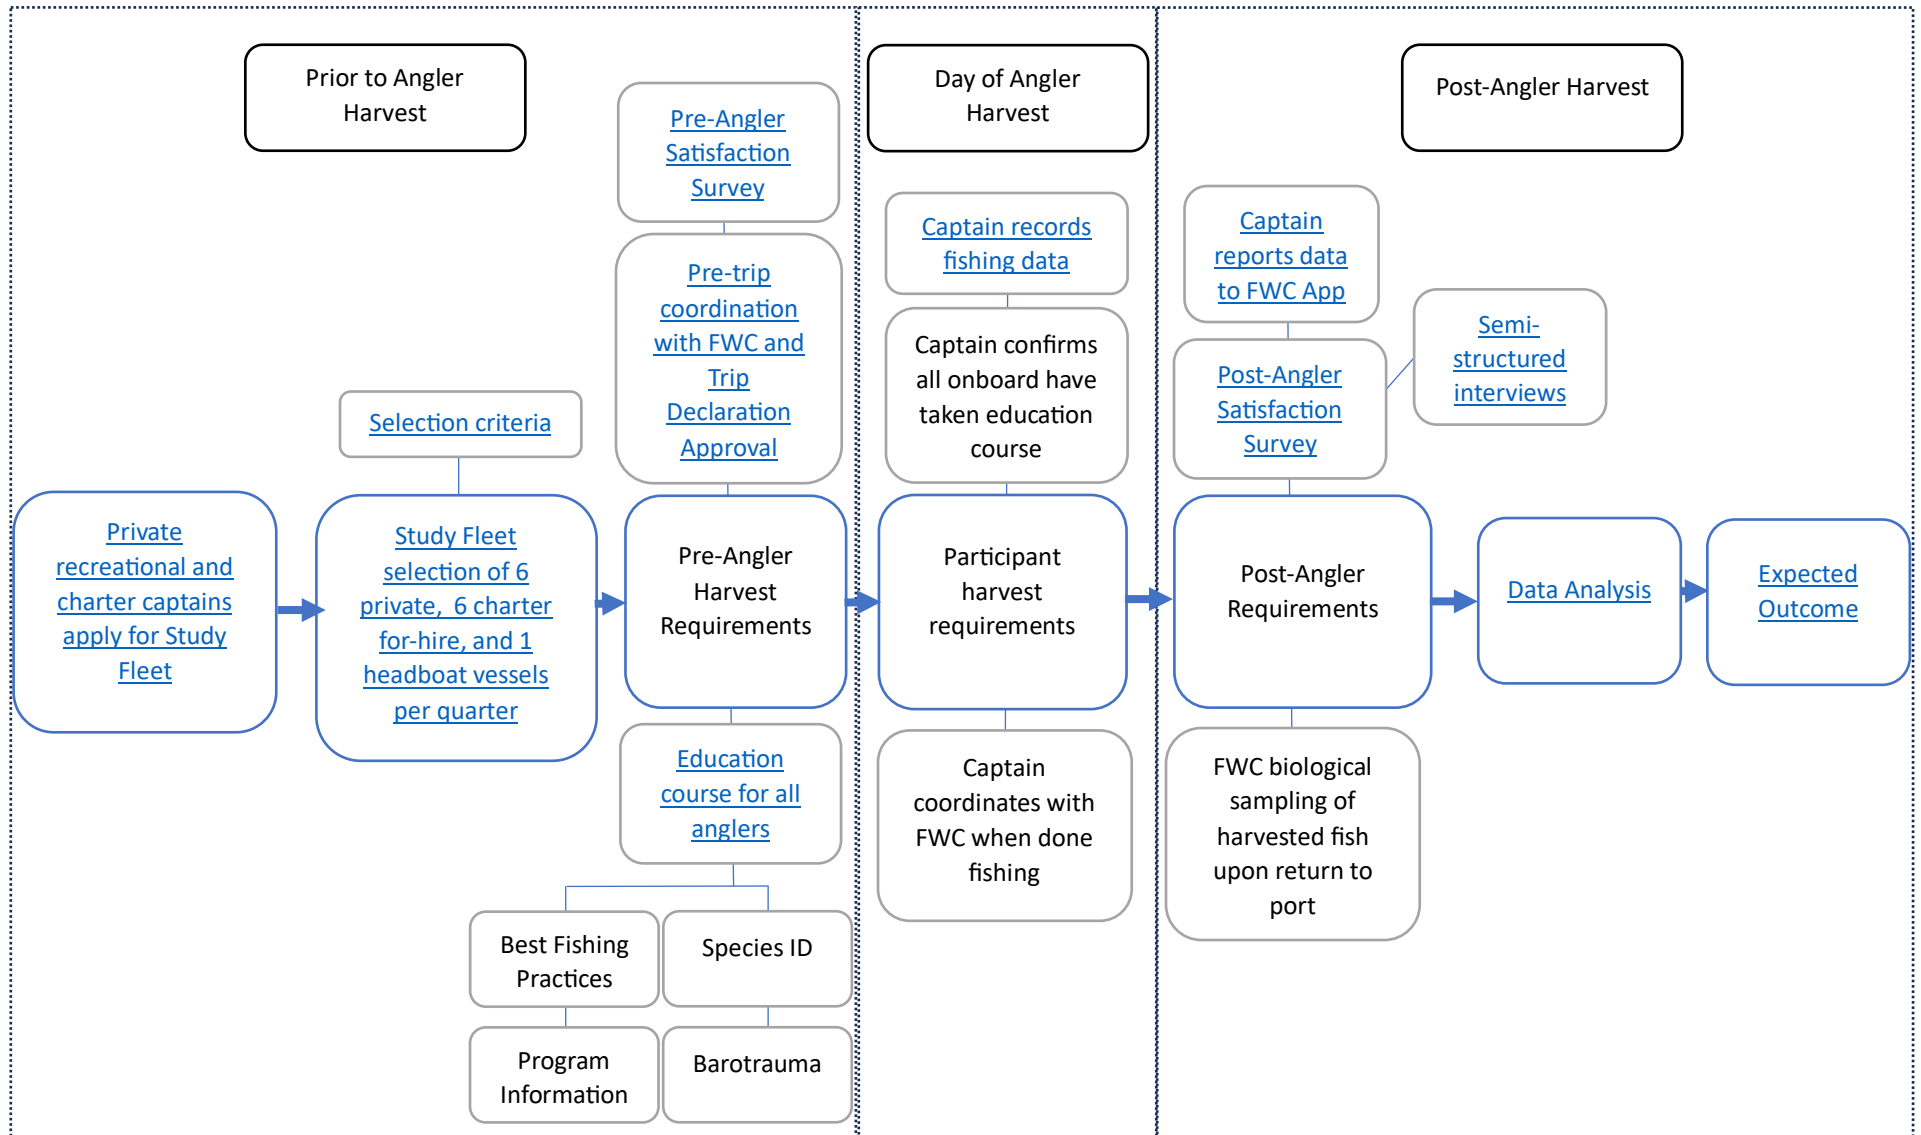 Prior to Angler
Harvest
Day of Angler
Harvest
Post-Angler Harvest
Pre-Angler
Satisfaction
Survey
Pre-trip
coordination
with FWC and
Trip
Declaration
Approval
Selection criteria
Private
recreational and
charter captains
apply for Study
Fleet
Study Fleet
selection of 6
private, 6 charter
for-hire, and 1
headboat vessels
per quarter
Pre-Angler
Harvest
Requirements
Education
course for all
anglers
Best Fishing
Practices
Species ID
Program
Information
Barotrauma
Captain records
fishing data
Captain confirms
all onboard have
taken education
course
Participant
harvest
requirements
Captain
coordinates with
FWC when done
fishing
Captain
reports data
to FWC App
Semi-
structured
interviews
Post-Angler
Satisfaction
Survey
Post-Angler
Requirements
FWC biological
sampling of
harvested fish
upon return to
port
Data Analysis
Expected
Outcome